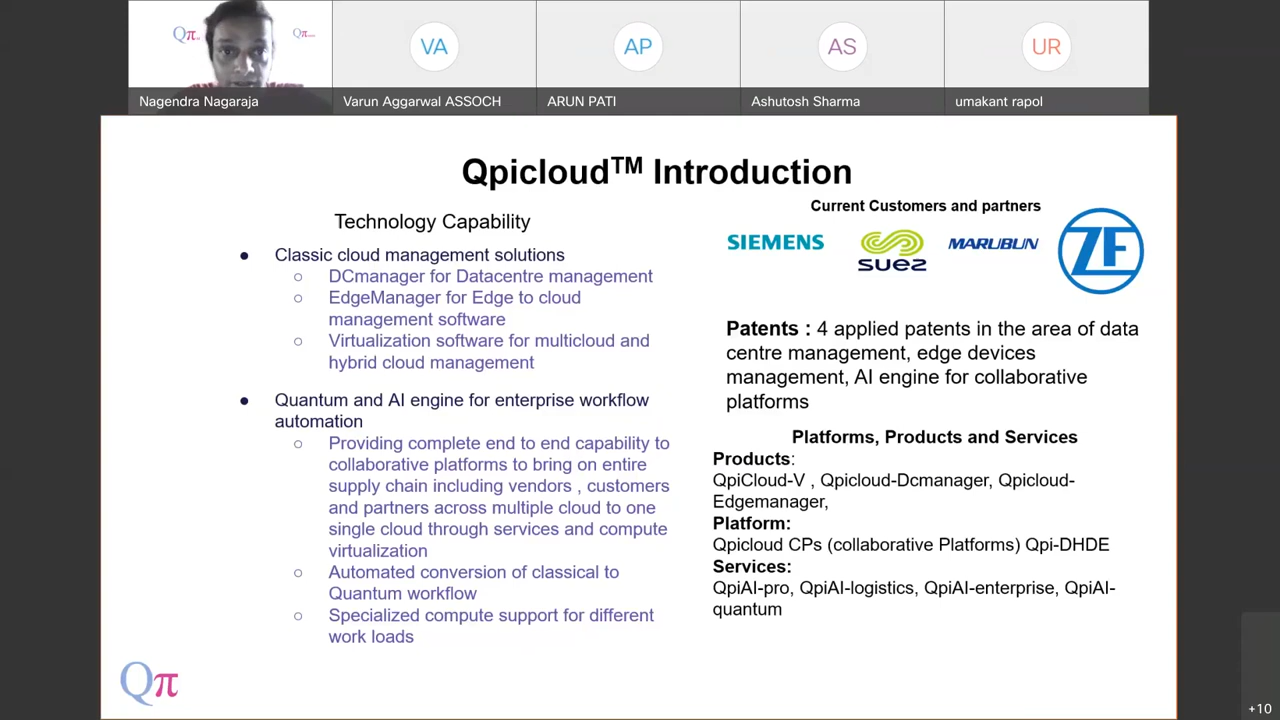 Qπ
Qπ
VA
AP
AS
UR
Nagendra Nagaraja
Varun Aggarwal ASSOCH
ARUN PATI
Ashutosh Sharma
umakant rapol
Qpicloud™ Introduction
Technology Capability
● Classic cloud management solutions
○ DCmanager for Datacentre management
○ EdgeManager for Edge to cloud
management software
○ Virtualization software for multicloud and
hybrid cloud management
● Quantum and AI engine for enterprise workflow
automation
○ Providing complete end to end capability to
collaborative platforms to bring on entire
supply chain including vendors , customers
and partners across multiple cloud to one
single cloud through services and compute
virtualization
○ Automated conversion of classical to
Quantum workflow
○ Specialized compute support for different
work loads
Current Customers and partners
SIEMENS
suez
MARUBUN
ZF
Patents : 4 applied patents in the area of data
centre management, edge devices
management, AI engine for collaborative
platforms
Platforms, Products and Services
Products:
QpiCloud-V , Qpicloud-Dcmanager, Qpicloud-
Edgemanager,
Platform:
Qpicloud CPs (collaborative Platforms) Qpi-DHDE
Services:
QpiAI-pro, QpiAI-logistics, QpiAI-enterprise, QpiAI-
quantum
Qπ
+10